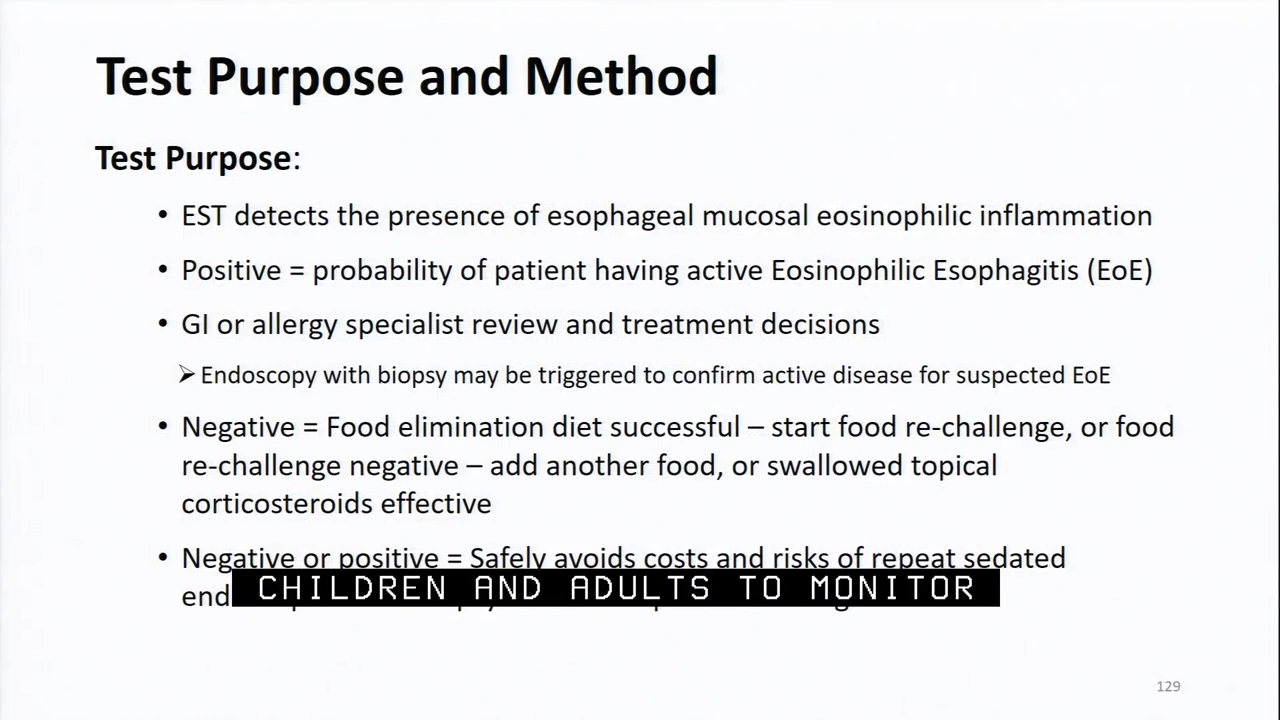 Test Purpose and Method
Test Purpose:
• EST detects the presence of esophageal mucosal eosinophilic inflammation
• Positive = probability of patient having active Eosinophilic Esophagitis (EoE)
• GI or allergy specialist review and treatment decisions
➢ Endoscopy with biopsy may be triggered to confirm active disease for suspected EoE
• Negative = Food elimination diet successful – start food re-challenge, or food
re-challenge negative – add another food, or swallowed topical
corticosteroids effective
• Negative or positive = Safely avoids costs and risks of repeat sedated
CHILDREN AND ADULTS TO MONITOR
129